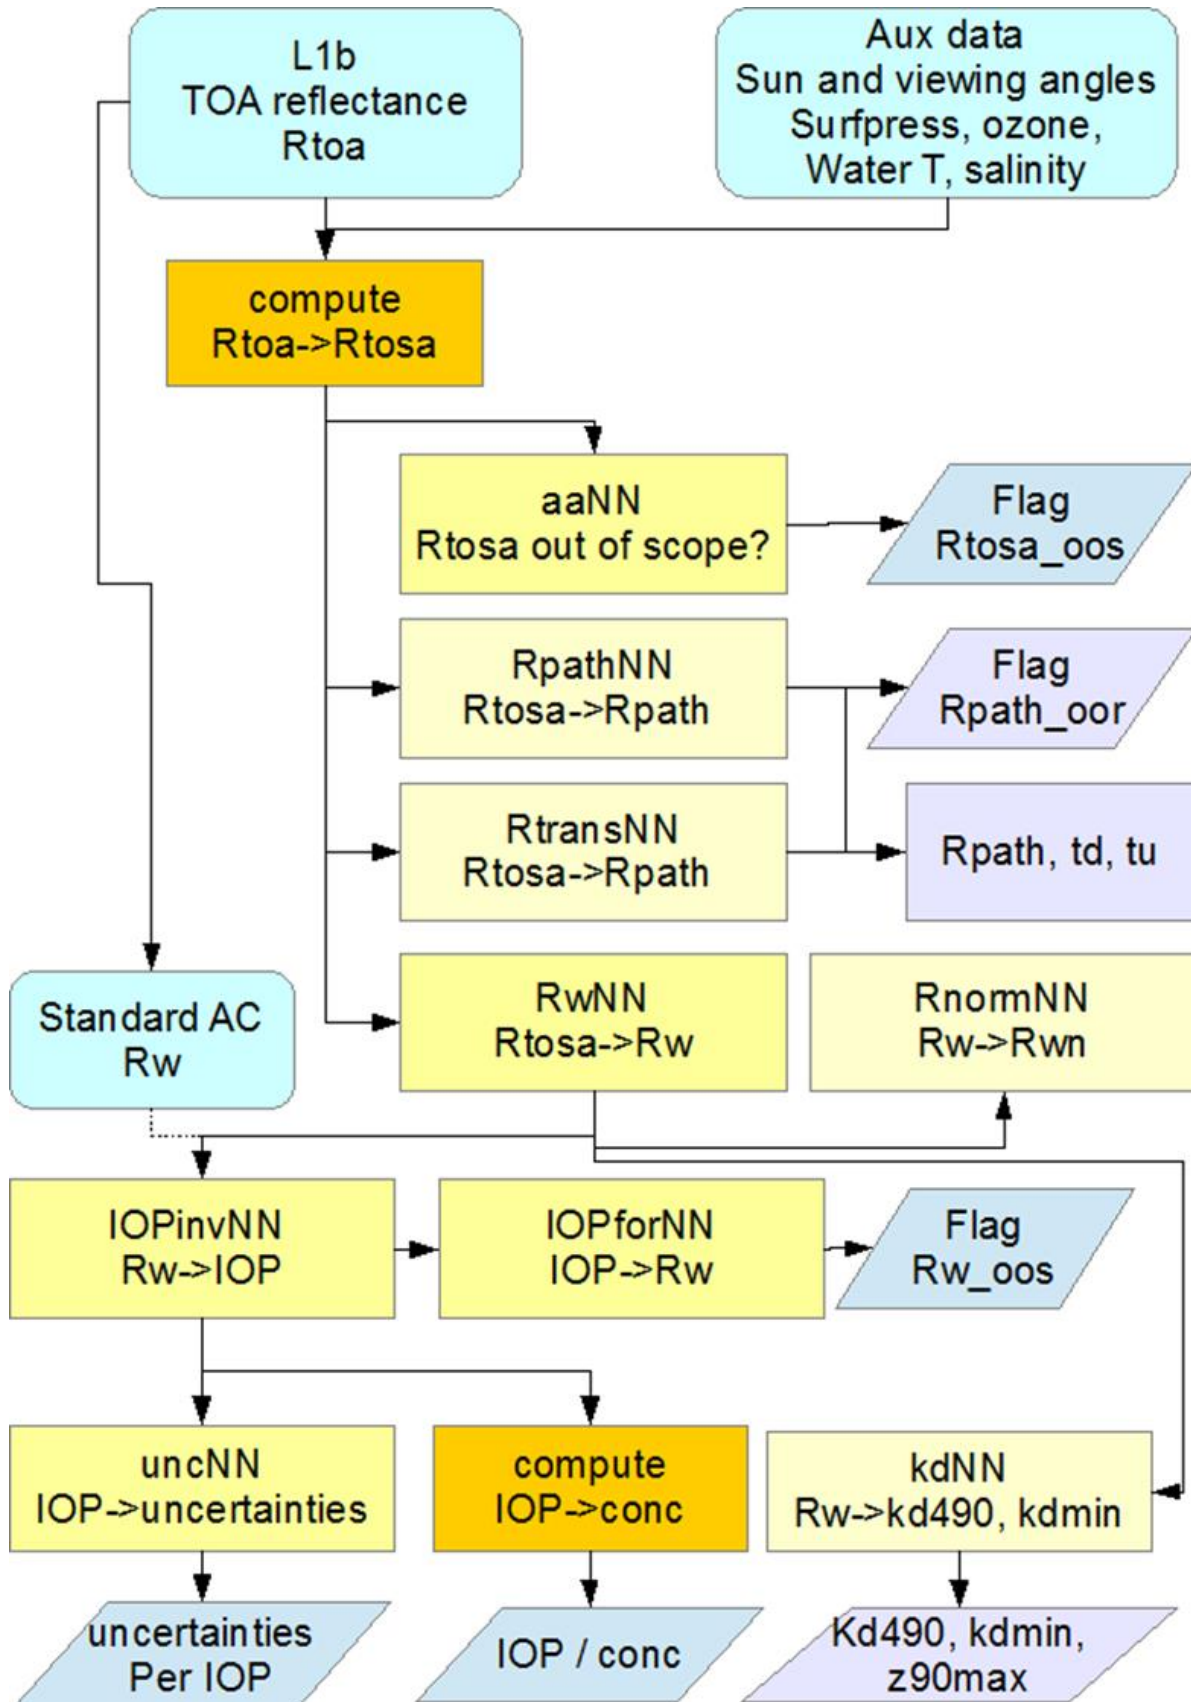 L1b
TOA reflectance
Rtoa
Aux data
Sun and viewing angles
Surfpress, ozone,
Water T, salinity
compute
Rtoa->Rtosa
aaNN
Rtosa out of scope?
Flag
Rtosa_oos
RpathNN
Rtosa->Rpath
Flag
Rpath_oor
RtransNN
Rtosa->Rpath
Rpath, td, tu
Standard AC
Rw
RwNN
Rtosa->Rw
RnormNN
Rw->Rwn
IOPinvNN
Rw->IOP
IOPforNN
IOP->Rw
Flag
Rw_oos
uncNN
IOP->uncertainties
compute
IOP->conc
kdNN
Rw->kd490, kdmin
uncertainties
Per IOP
IOP / conc
Kd490, kdmin,
z90max